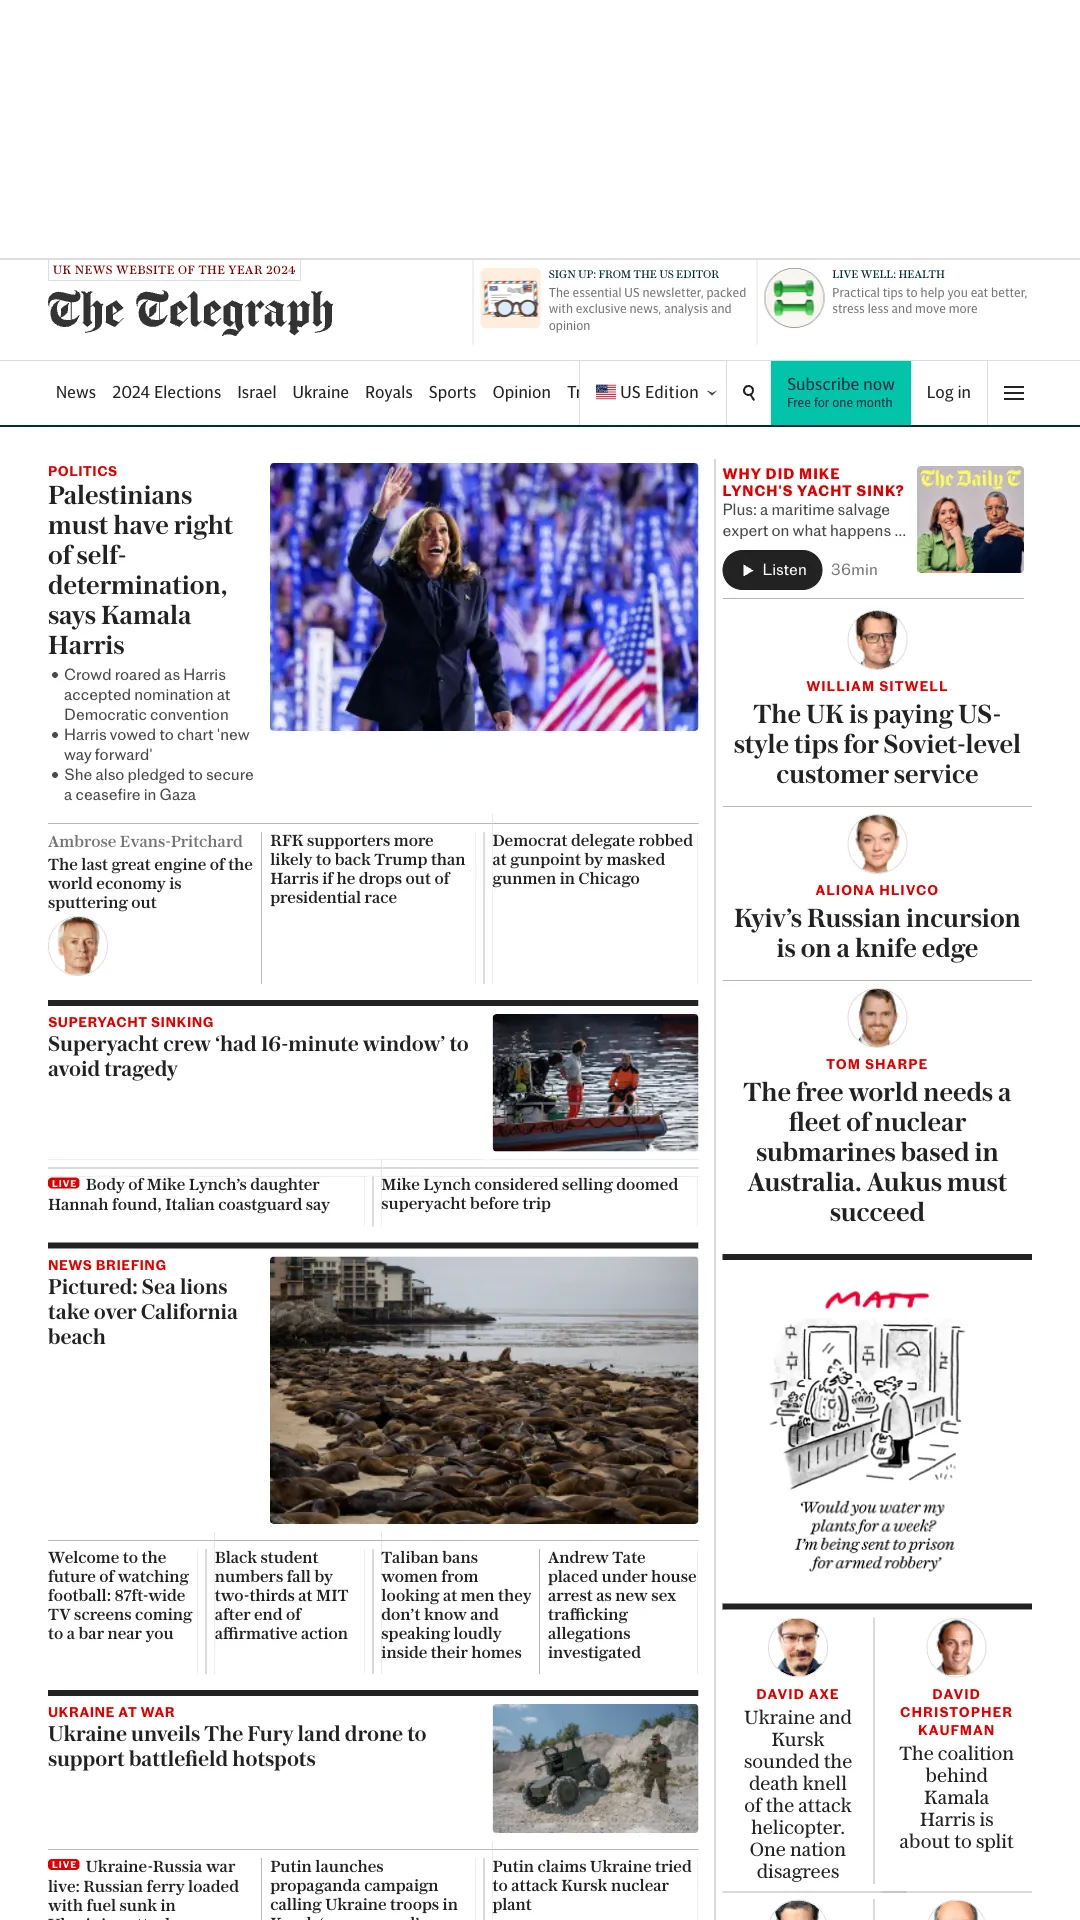 UK NEWS WEBSITE OF THE YEAR 2024
The Telegraph
SIGN UP: FROM THE US EDITOR
The essential US newsletter, packed
with exclusive news, analysis and
opinion
LIVE WELL: HEALTH
Practical tips to help you eat better,
stress less and move more
News 2024 Elections Israel Ukraine Royals Sports Opinion
US Edition
Subscribe now
Free for one month
Log in
POLITICS
Palestinians
must have right
of self-
determination,
says Kamala
Harris
• Crowd roared as Harris
accepted nomination at
Democratic convention
• Harris vowed to chart 'new
way forward'
• She also pledged to secure
a ceasefire in Gaza
Ambrose Evans-Pritchard
The last great engine of the
world economy is
sputtering out
RFK supporters more
likely to back Trump than
Harris if he drops out of
presidential race
Democrat delegate robbed
at gunpoint by masked
gunmen in Chicago
SUPERYACHT SINKING
Superyacht crew ‘had 16-minute window’ to
avoid tragedy
LIVE Body of Mike Lynch’s daughter
Hannah found, Italian coastguard say
Mike Lynch considered selling doomed
superyacht before trip
NEWS BRIEFING
Pictured: Sea lions
take over California
beach
Welcome to the
future of watching
football: 87ft-wide
TV screens coming
to a bar near you
Black student
numbers fall by
two-thirds at MIT
after end of
affirmative action
Taliban bans
women from
looking at men they
don’t know and
speaking loudly
inside their homes
Andrew Tate
placed under house
arrest as new sex
trafficking
allegations
investigated
UKRAINE AT WAR
Ukraine unveils The Fury land drone to
support battlefield hotspots
LIVE Ukraine-Russia war
live: Russian ferry loaded
with fuel sunk in
Putin launches
propaganda campaign
calling Ukraine troops in
Putin claims Ukraine tried
to attack Kursk nuclear
plant
WHY DID MIKE
LYNCH'S YACHT SINK?
Plus: a maritime salvage
expert on what happens ...
Listen 36min
The Daily T
WILLIAM SITWELL
The UK is paying US-
style tips for Soviet-level
customer service
ALIONA HLIVCO
Kyiv’s Russian incursion
is on a knife edge
TOM SHARPE
The free world needs a
fleet of nuclear
submarines based in
Australia. Aukus must
succeed
MATT
‘Would you water my
plants for a week?
I’m being sent to prison
for armed robbery’
DAVID AXE
Ukraine and
Kursk
sounded the
death knell
of the attack
helicopter.
One nation
disagrees
DAVID
CHRISTOPHER
KAUFMAN
The coalition
behind
Kamala
Harris is
about to split